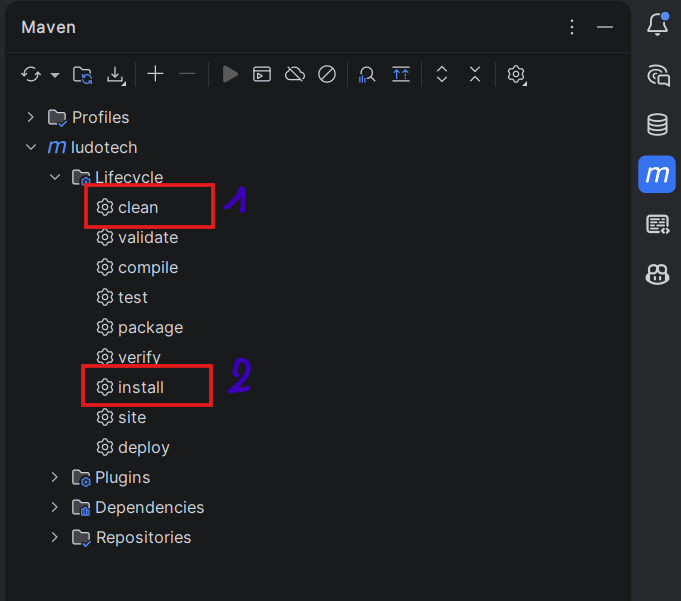 Maven
Profiles
m ludotech
Lifecycle
clean 1
validate
compile
test
package
verify
install 2
site
deploy
Plugins
Dependencies
Repositories
m